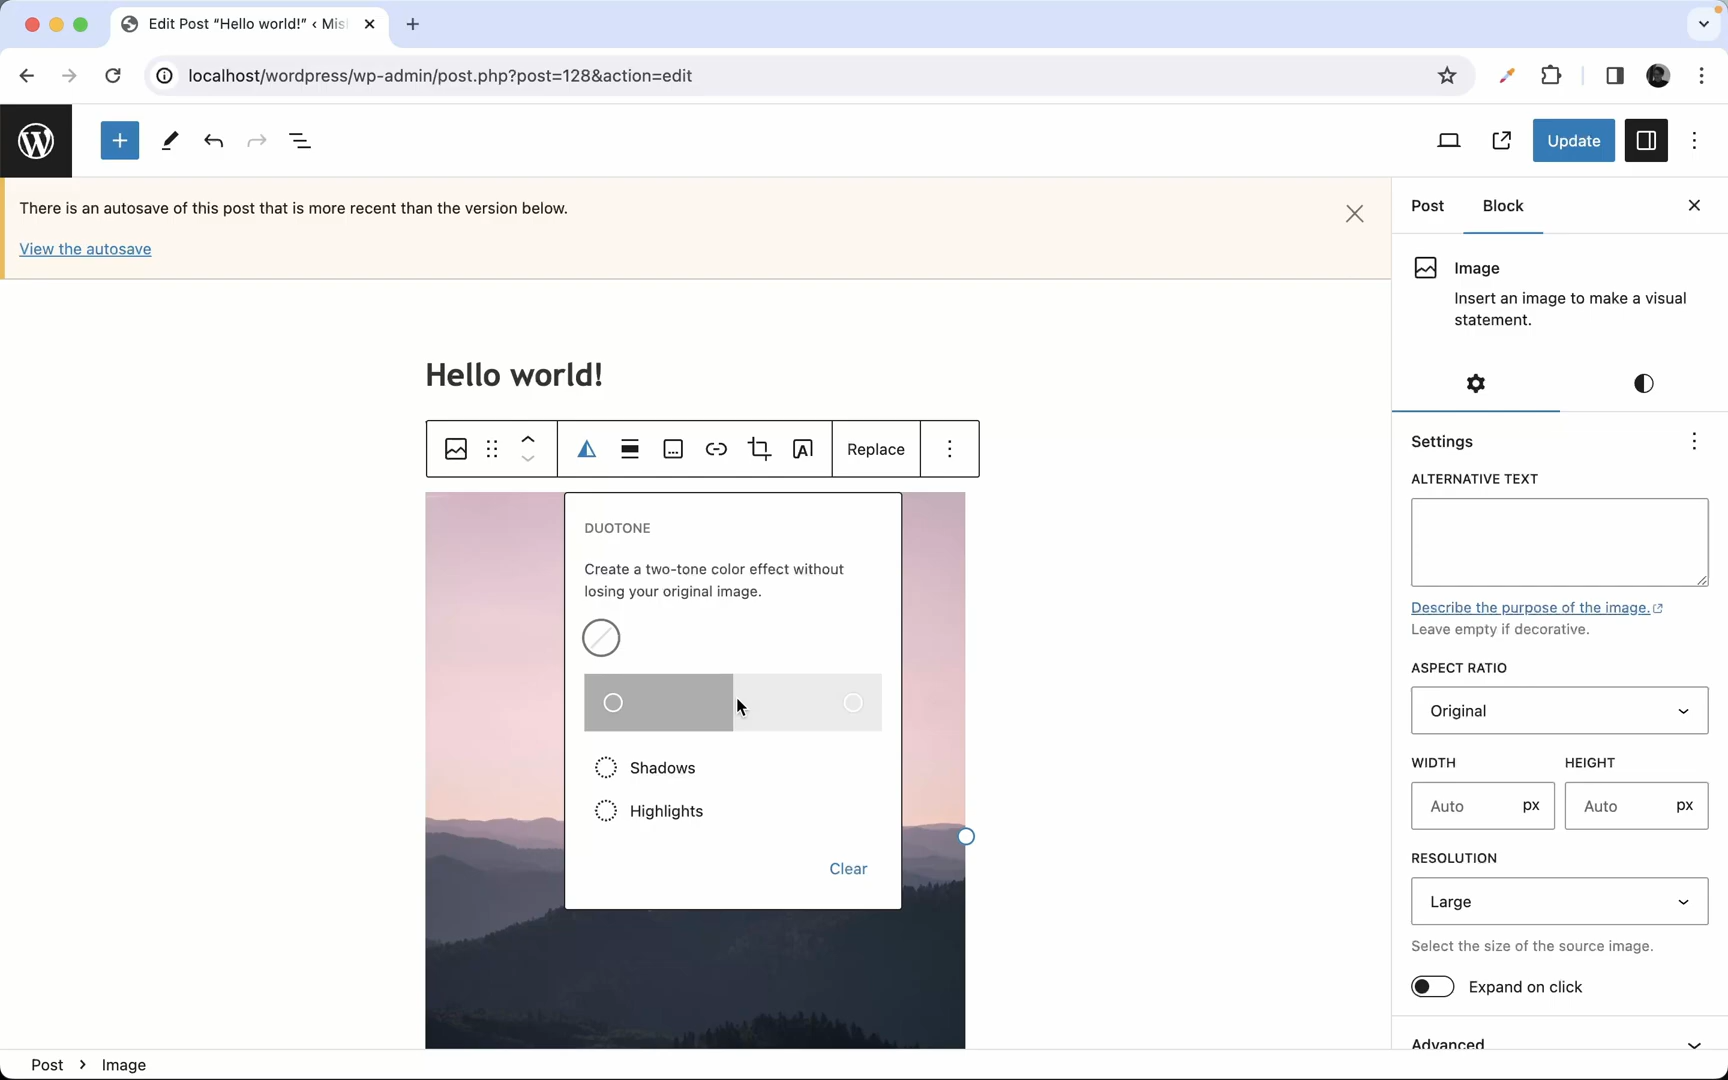 Edit Post “Hello world!” ‹ Mis
localhost/wordpress/wp-admin/post.php?post=128&action=edit
Update
There is an autosave of this post that is more recent than the version below.
View the autosave
Hello world!
Replace
DUOTONE
Create a two-tone color effect without
losing your original image.
Shadows
Highlights
Clear
Post
Block
Image
Insert an image to make a visual
statement.
Settings
ALTERNATIVE TEXT
Describe the purpose of the image.
Leave empty if decorative.
ASPECT RATIO
Original
WIDTH HEIGHT
Auto px Auto px
RESOLUTION
Large
Select the size of the source image.
Expand on click
Advanced
Post > Image